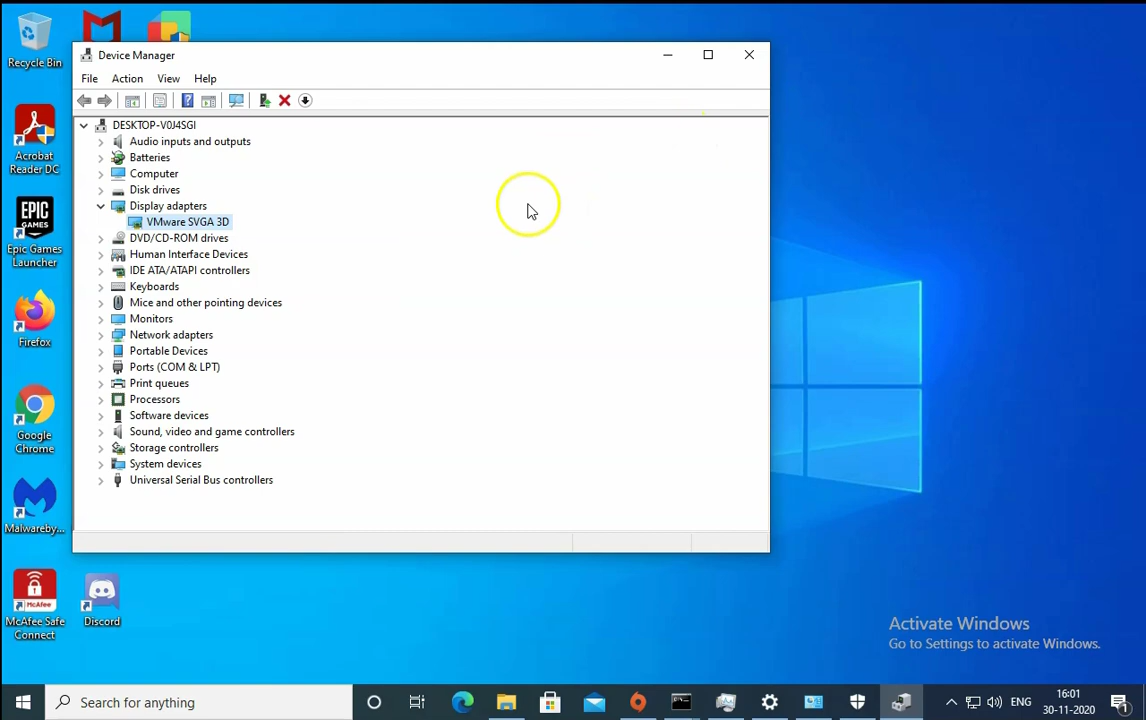 Recycle Bin
Device Manager
File Action View Help
DESKTOP-V0J4SGI
Audio inputs and outputs
Batteries
Computer
Disk drives
Display adapters
VMware SVGA 3D
DVD/CD-ROM drives
Human Interface Devices
IDE ATA/ATAPI controllers
Keyboards
Mice and other pointing devices
Monitors
Network adapters
Portable Devices
Ports (COM & LPT)
Print queues
Processors
Software devices
Sound, video and game controllers
Storage controllers
System devices
Universal Serial Bus controllers
Acrobat
Reader DC
EPIC
GAMES
Epic Games
Launcher
Firefox
Google
Chrome
Malwareby...
McAfee
McAfee Safe
Connect
Discord
Activate Windows
Go to Settings to activate Windows.
Search for anything
ENG
16:01
30-11-2020
1